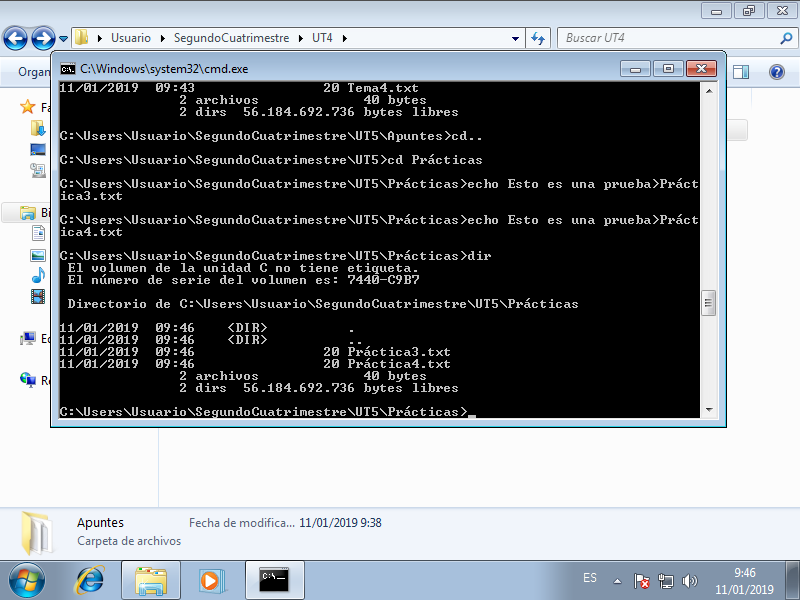 Usuario SegundoCuatrimestre UT4
Buscar UT4
Organ
C:\Windows\system32\cmd.exe
Fa
Bi
Ec
Re
11/01/2019  09:43                20 Tema4.txt
               2 archivos             40 bytes
               2 dirs  56.184.692.736 bytes libres
C:\Users\Usuario\SegundoCuatrimestre\UT5\Apuntes>cd..
C:\Users\Usuario\SegundoCuatrimestre\UT5>cd Prácticas
C:\Users\Usuario\SegundoCuatrimestre\UT5\Prácticas>echo Esto es una prueba>Práct
ica3.txt
C:\Users\Usuario\SegundoCuatrimestre\UT5\Prácticas>echo Esto es una prueba>Práct
ica4.txt
C:\Users\Usuario\SegundoCuatrimestre\UT5\Prácticas>dir
 El volumen de la unidad C no tiene etiqueta.
 El número de serie del volumen es: 7440-C9B7
 Directorio de C:\Users\Usuario\SegundoCuatrimestre\UT5\Prácticas
11/01/2019  09:46    <DIR>          .
11/01/2019  09:46    <DIR>          ..
11/01/2019  09:46                20 Práctica3.txt
11/01/2019  09:46                20 Práctica4.txt
               2 archivos             40 bytes
               2 dirs  56.184.692.736 bytes libres
C:\Users\Usuario\SegundoCuatrimestre\UT5\Prácticas>_
Apuntes Fecha de modifica... 11/01/2019 9:38
Carpeta de archivos
ES
9:46
11/01/2019